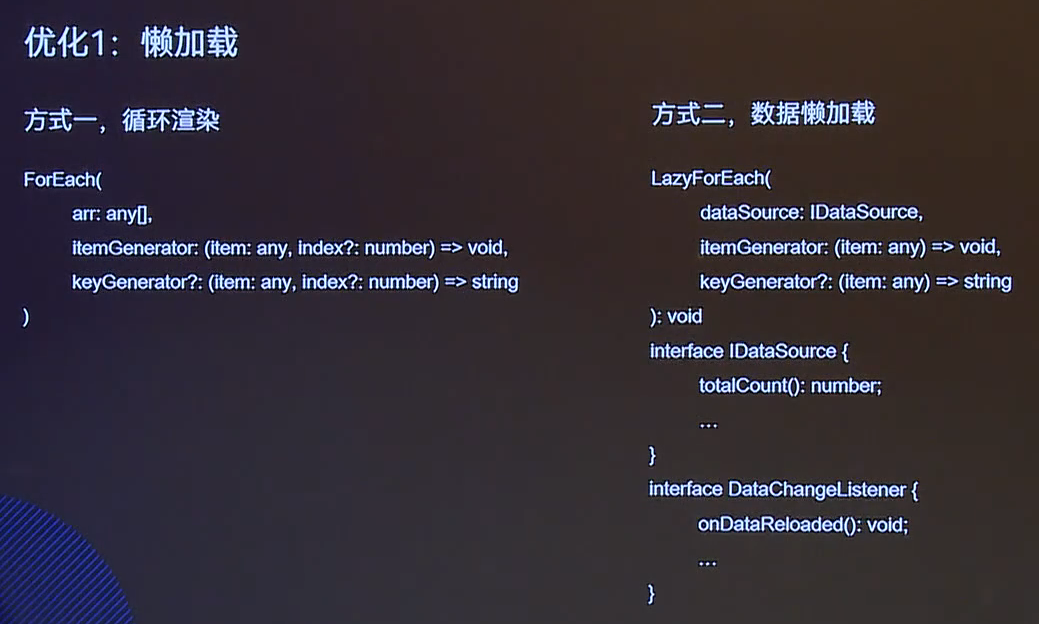 优化1：懒加载
方式一，循环渲染
ForEach(
arr: any[],
itemGenerator: (item: any, index?: number) => void,
keyGenerator?: (item: any, index?: number) => string
)
方式二，数据懒加载
LazyForEach(
dataSource: IDataSource,
itemGenerator: (item: any) => void,
keyGenerator?: (item: any) => string
): void
interface IDataSource {
totalCount(): number;
...
}
interface DataChangeListener {
onDataReloaded(): void;
...
}